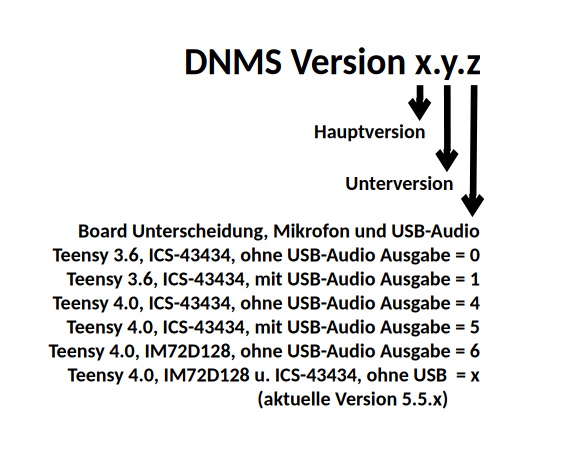 DNMS Version x.y.z
Hauptversion
Unterversion
Board Unterscheidung, Mikrofon und USB-Audio
Teensy 3.6, ICS-43434, ohne USB-Audio Ausgabe = 0
Teensy 3.6, ICS-43434, mit USB-Audio Ausgabe = 1
Teensy 4.0, ICS-43434, ohne USB-Audio Ausgabe = 4
Teensy 4.0, ICS-43434, mit USB-Audio Ausgabe = 5
Teensy 4.0, IM72D128, ohne USB-Audio Ausgabe = 6
Teensy 4.0, IM72D128 u. ICS-43434, ohne USB = x
(aktuelle Version 5.5.x)